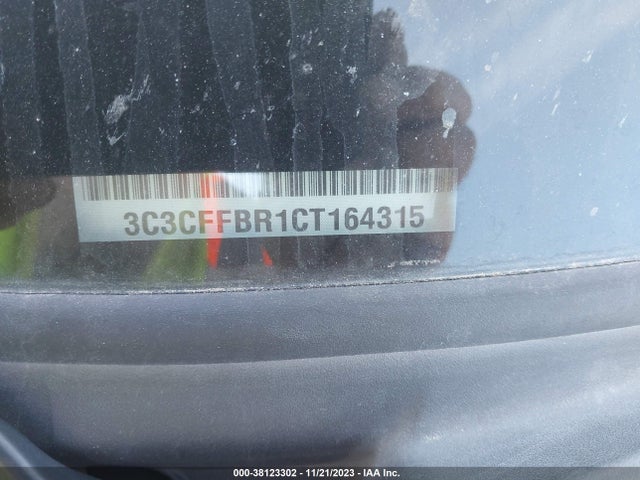 3C3CFFBR1CT164315
000-38123302 - 11/21/2023 - IAA Inc.